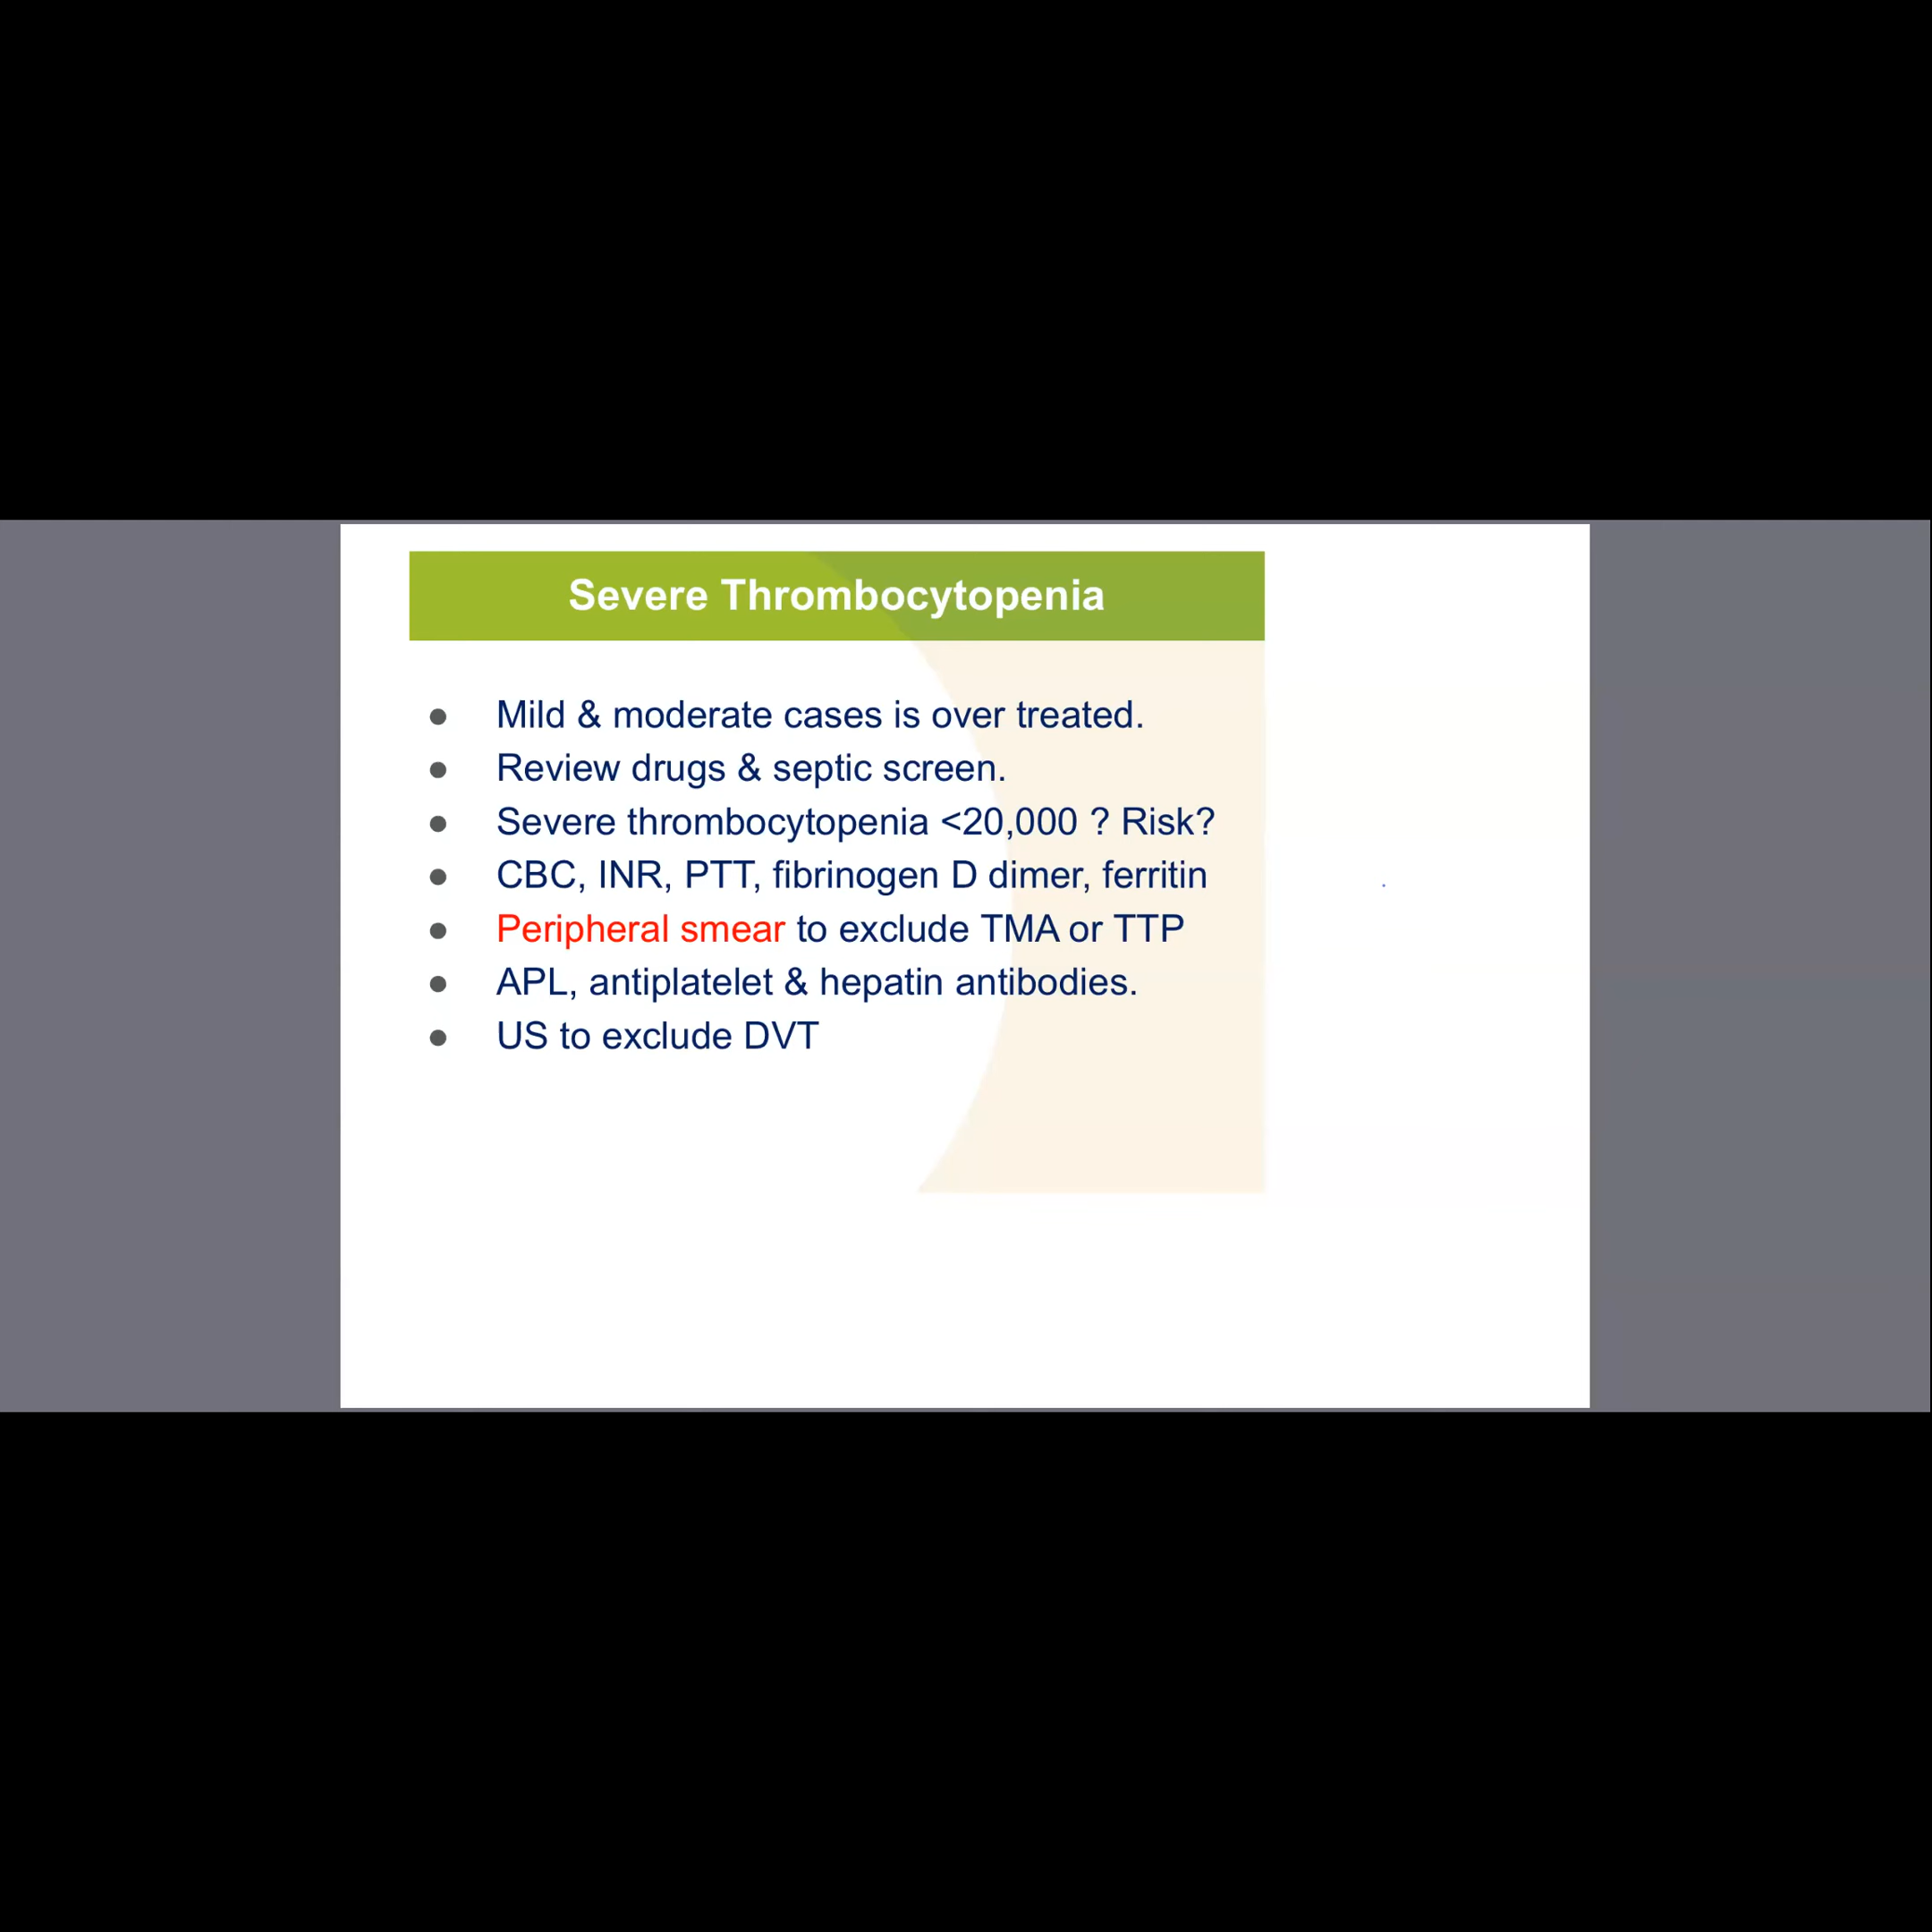 Severe Thrombocytopenia
● Mild & moderate cases is over treated.
● Review drugs & septic screen.
● Severe thrombocytopenia <20,000 ? Risk?
● CBC, INR, PTT, fibrinogen D dimer, ferritin
● Peripheral smear to exclude TMA or TTP
● APL, antiplatelet & hepatin antibodies.
● US to exclude DVT